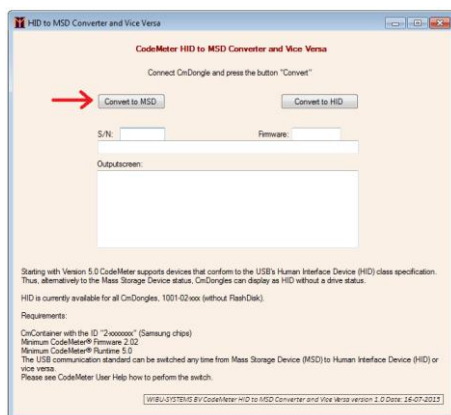 HID to MSD Converter and Vice Versa
CodeMeter HID to MSD Converter and Vice Versa
Connect CmDongle and press the button "Convert"
Convert to MSD
Convert to HID
S/N:
Firmware:
Outputscreen:
Starting with Version 5.0 CodeMeter supports devices that conform to the USB's Human Interface Device (HID) class specification.
Thus, alternatively to the Mass Storage Device status, CmDongles can display as HID without a drive status.
HID is currently available for all CmDongles, 1001-02-xxx (without FlashDisk).
Requirements:
CmContainer with the ID "2-xxxxxxx" (Samsung chips)
Minimum CodeMeter® Firmware 2.02
Minimum CodeMeter® Runtime 5.0
The USB communication standard can be switched any time from Mass Storage Device (MSD) to Human Interface Device (HID) or
vice versa.
Please see CodeMeter User Help how to perform the switch.
WIBU-SYSTEMS BV CodeMeter HID to MSD Converter and Vice Versa version 1.0 Date: 16-07-2013